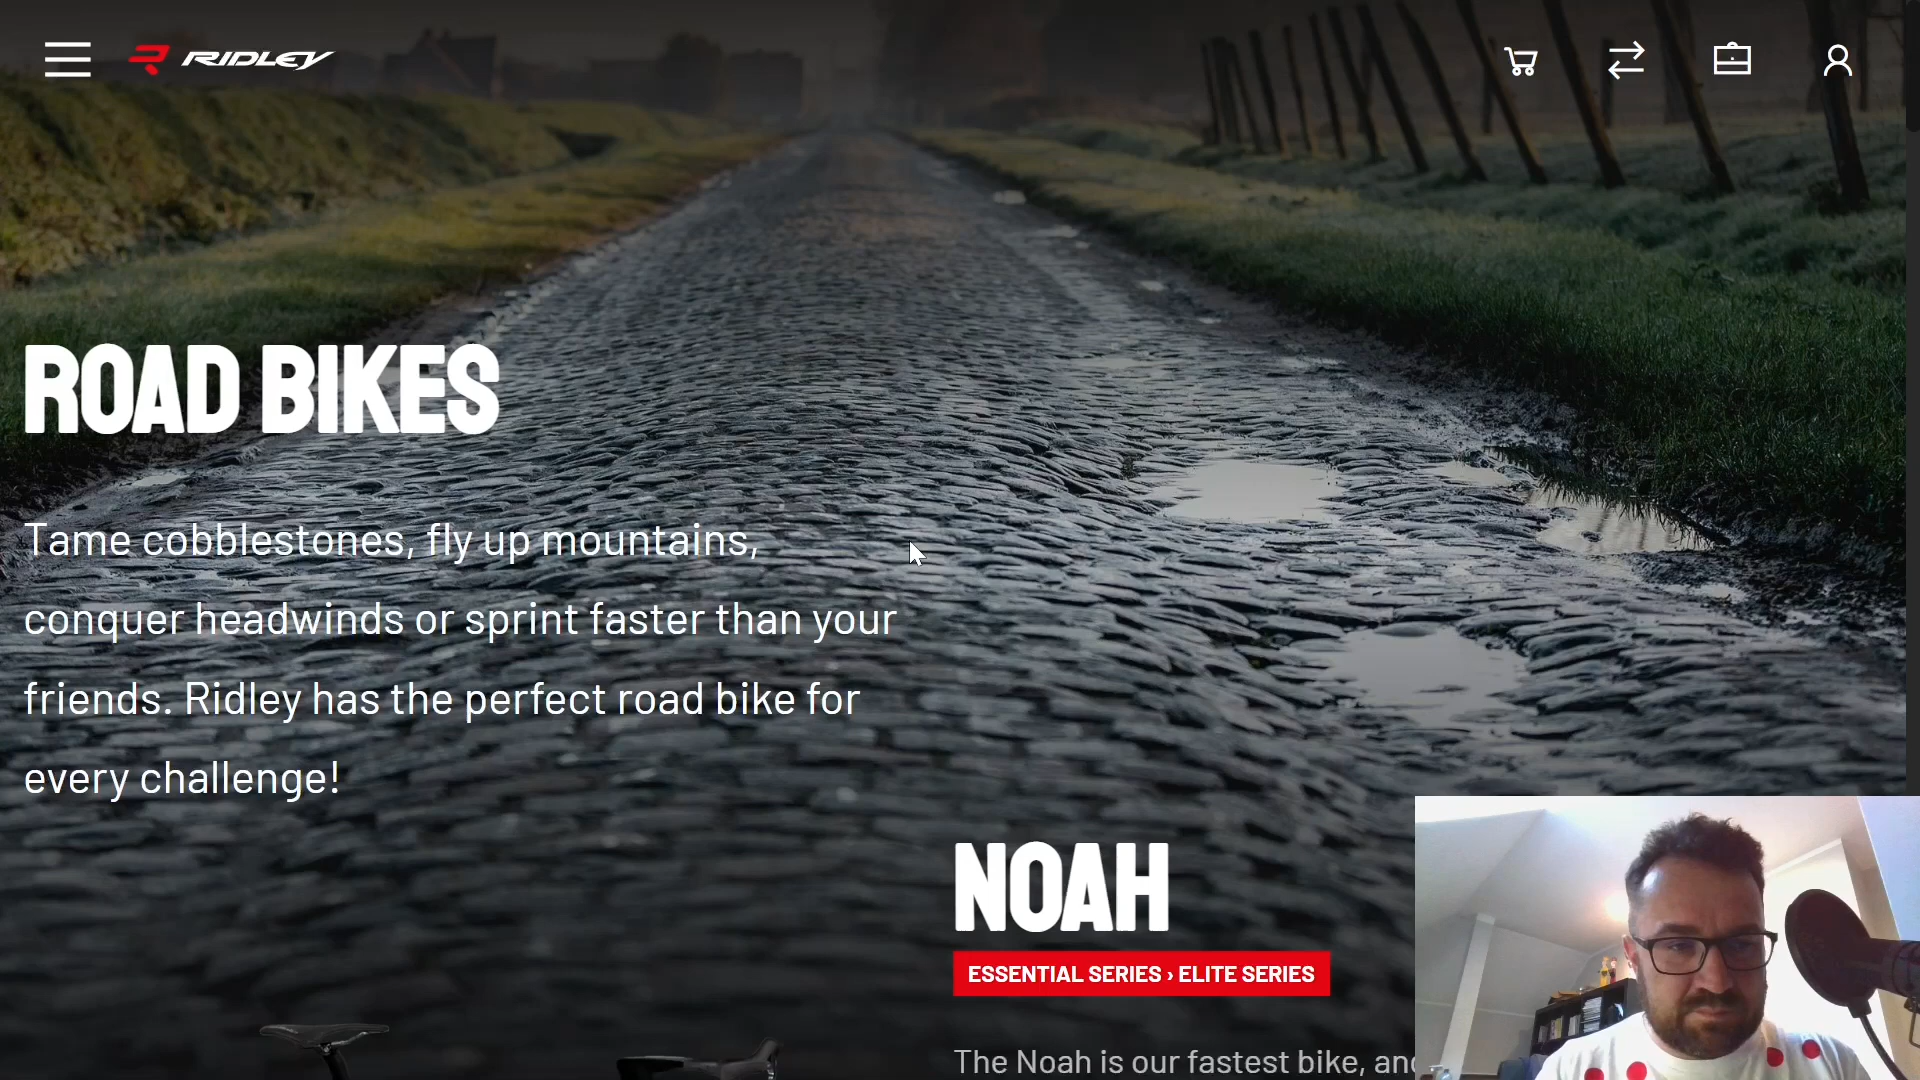 RIDLEY
ROAD BIKES
Tame cobblestones, fly up mountains,
conquer headwinds or sprint faster than your
friends. Ridley has the perfect road bike for
every challenge!
NOAH
ESSENTIAL SERIES › ELITE SERIES
The Noah is our fastest bike, and